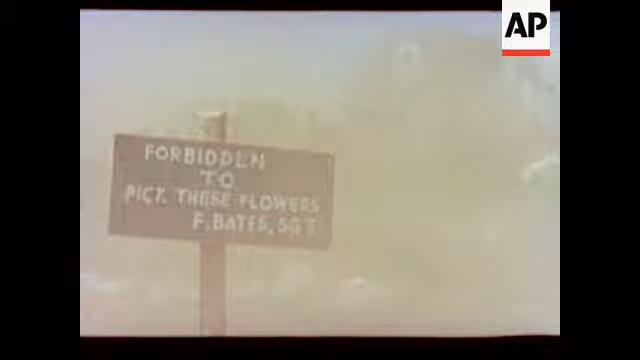 AP
FORBIDDEN
TO
PICK THESE FLOWERS
F. BATES, SGT